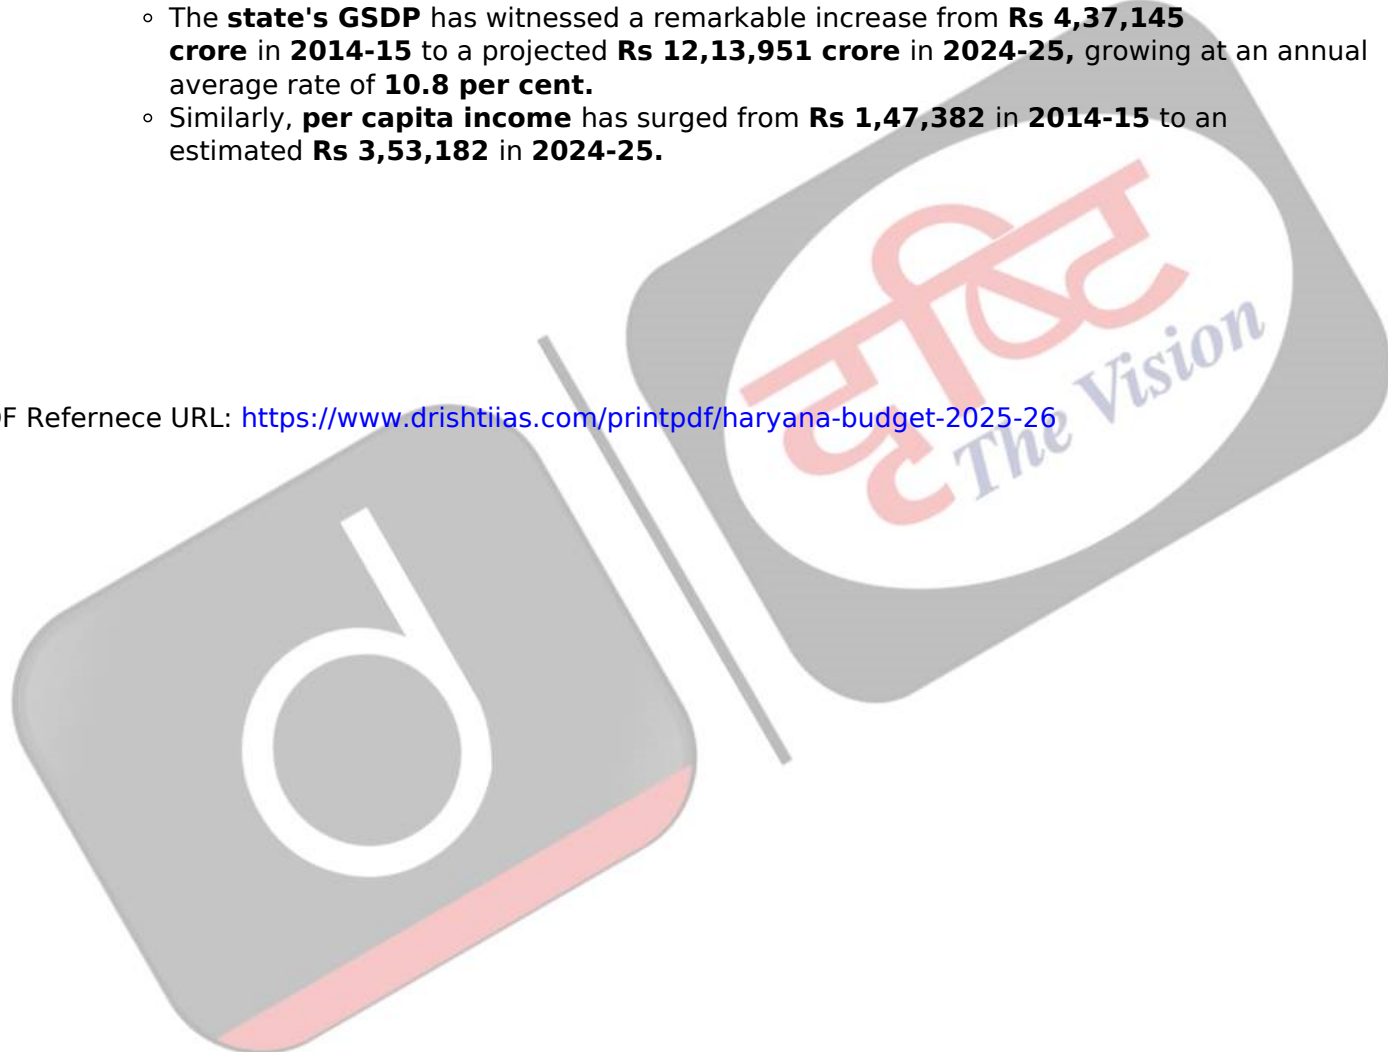 The state's GSDP has witnessed a remarkable increase from Rs 4,37,145
crore in 2014-15 to a projected Rs 12,13,951 crore in 2024-25, growing at an annual
average rate of 10.8 per cent.
Similarly, per capita income has surged from Rs 1,47,382 in 2014-15 to an
estimated Rs 3,53,182 in 2024-25.
दृष्टि
The Vision
F Refernece URL: https://www.drishtiias.com/printpdf/haryana-budget-2025-26
d